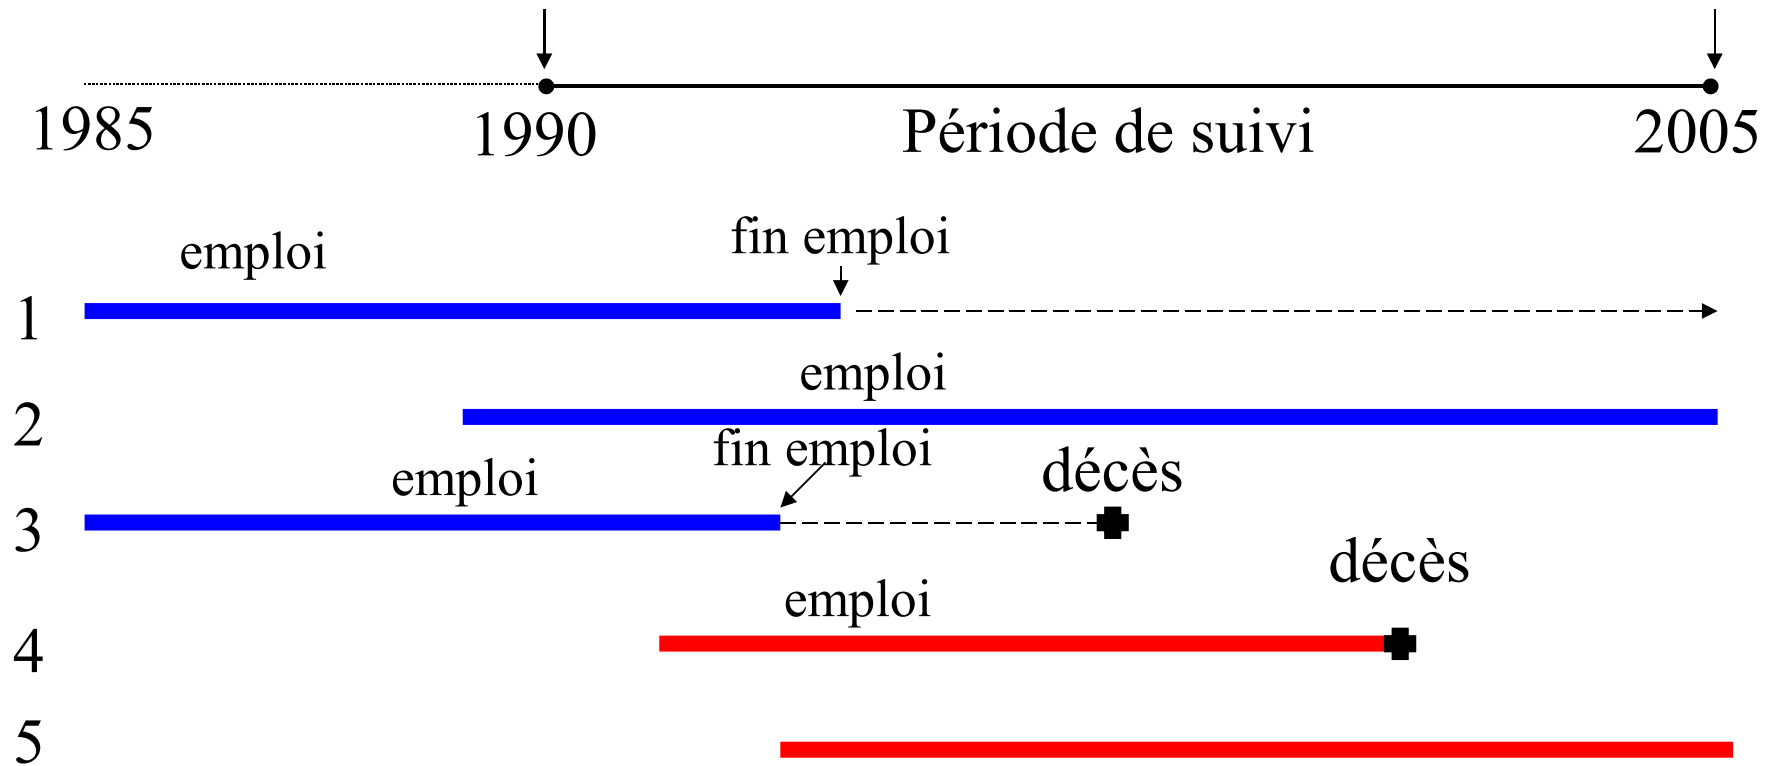 1985 1990 Période de suivi 2005
emploi fin emploi
1
emploi
2
fin emploi
emploi décès
3
décès
emploi
4
5